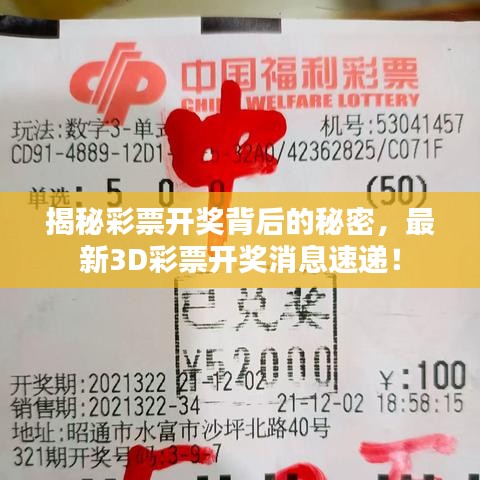 中国福利彩票
CHINA WELFARE LOTTERY
中
玩法:数字3-单式
机号:53041457
CD91-4889-12D1 32A0/42362825/C071F
单选: 5 0 0 (50)
揭秘彩票开奖背后的秘密，最
新3D彩票开奖消息速递！
已兑奖
¥52000
开奖期:2021322 21-12-02 ¥:100
销售期:2021322-34 21-12-02 18:58:15
地址:昭通市水富市沙坪北路40号
321期开奖号码:3-9-7